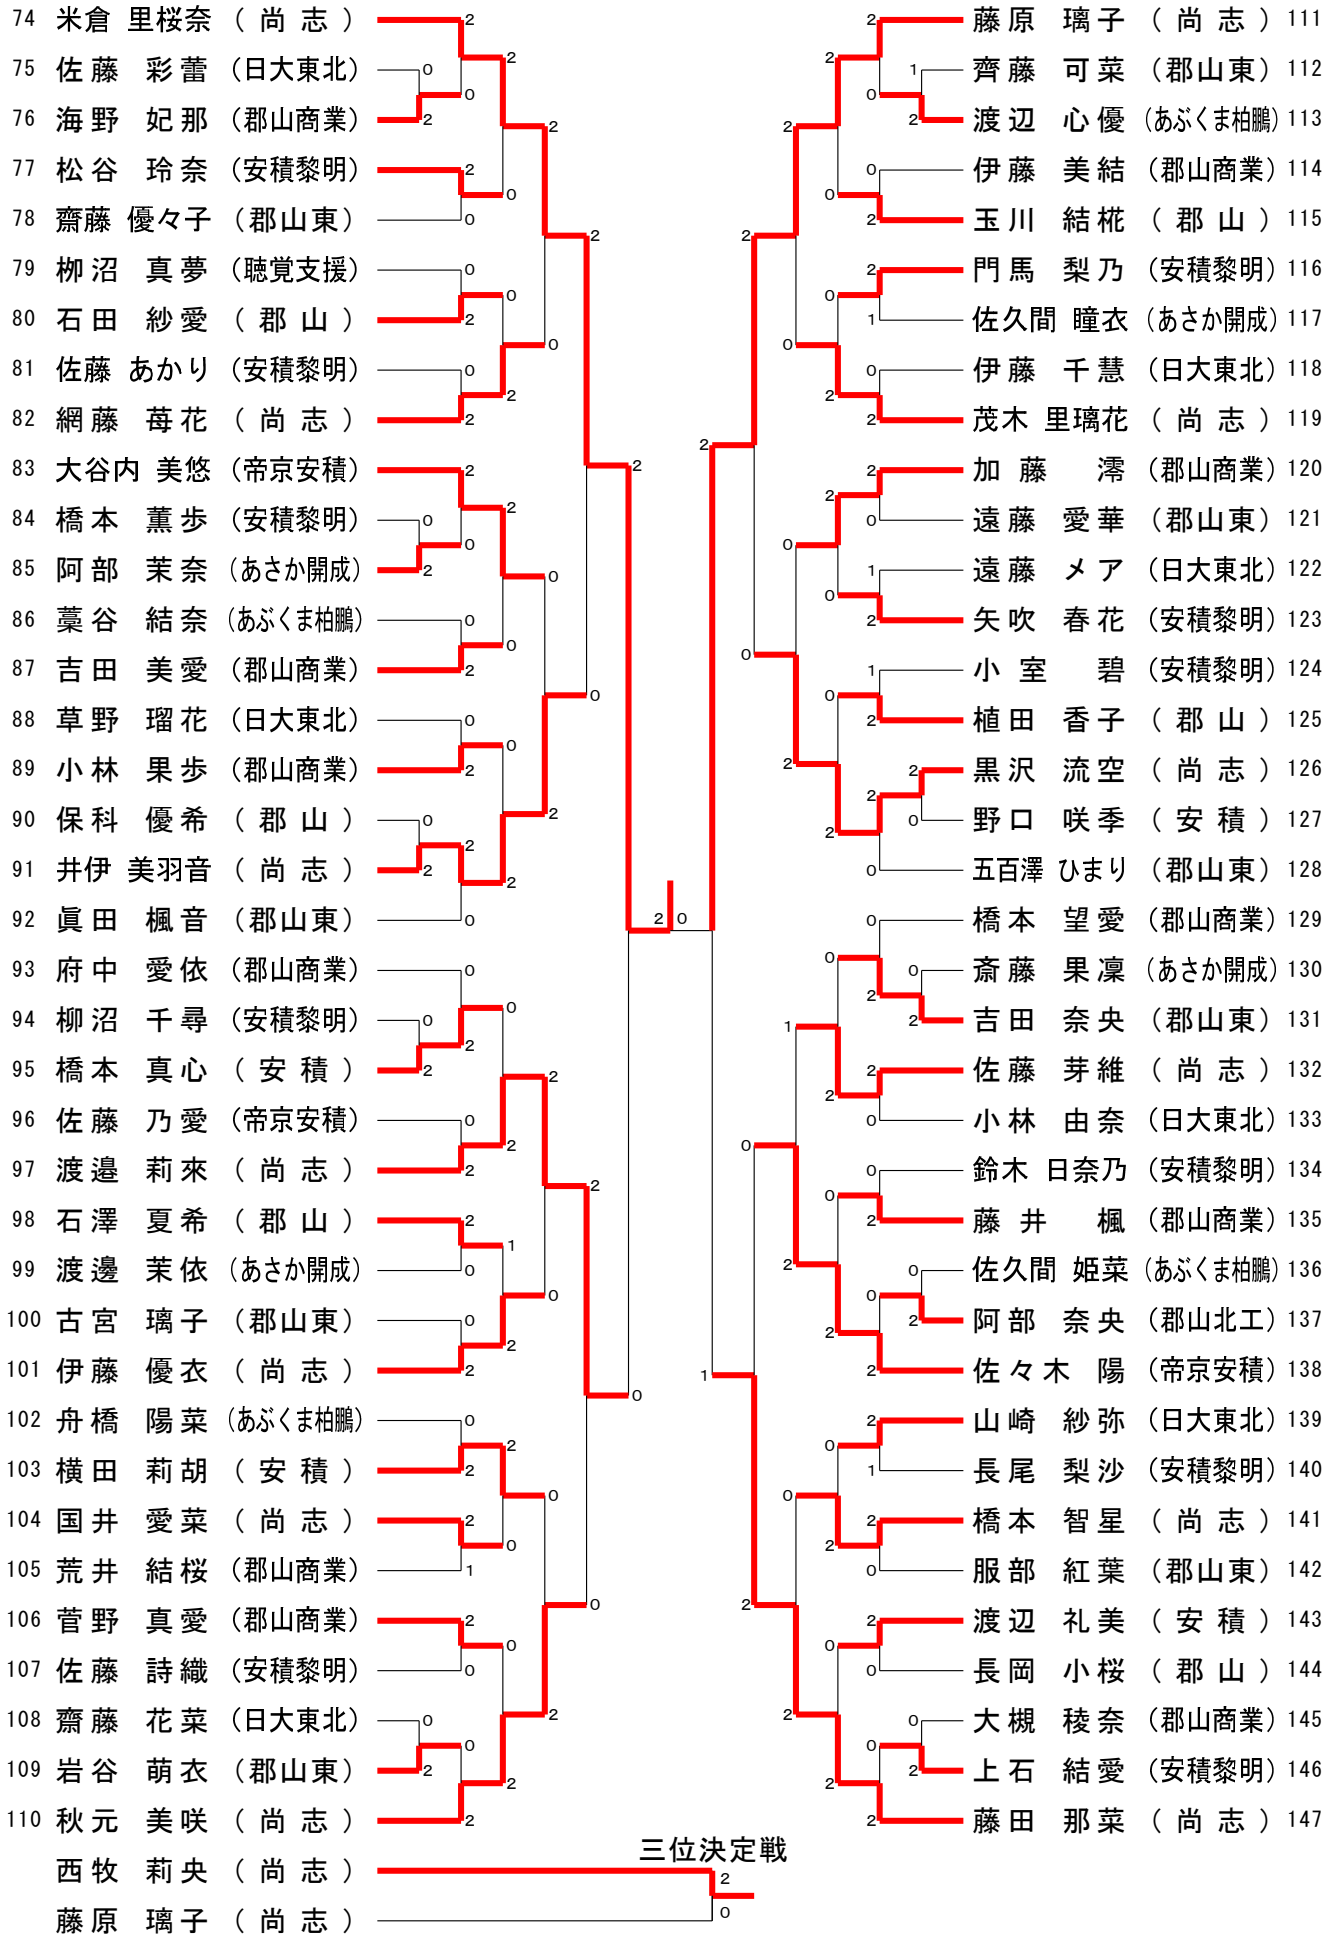 74 米倉 里桜奈 ( 尚 志 )
75 佐藤 彩蕾 (日大東北)
76 海野 妃那 (郡山商業)
77 松谷 玲奈 (安積黎明)
78 齋藤 優々子 (郡山東)
79 栁沼 真夢 (聴覚支援)
80 石田 紗愛 ( 郡 山 )
81 佐藤 あかり (安積黎明)
82 網藤 苺花 ( 尚 志 )
83 大谷内 美悠 (帝京安積)
84 橋本 薫歩 (安積黎明)
85 阿部 茉奈 (あさか開成)
86 藁谷 結奈 (あぶくま柏鵬)
87 吉田 美愛 (郡山商業)
88 草野 瑠花 (日大東北)
89 小林 果歩 (郡山商業)
90 保科 優希 ( 郡 山 )
91 井伊 美羽音 ( 尚 志 )
92 眞田 楓音 (郡山東)
93 府中 愛依 (郡山商業)
94 柳沼 千尋 (安積黎明)
95 橋本 真心 ( 安 積 )
96 佐藤 乃愛 (帝京安積)
97 渡邉 莉來 ( 尚 志 )
98 石澤 夏希 ( 郡 山 )
99 渡邊 茉依 (あさか開成)
100 古宮 璃子 (郡山東)
101 伊藤 優衣 ( 尚 志 )
102 舟橋 陽菜 (あぶくま柏鵬)
103 横田 莉胡 ( 安 積 )
104 国井 愛菜 ( 尚 志 )
105 荒井 結桜 (郡山商業)
106 菅野 真愛 (郡山商業)
107 佐藤 詩織 (安積黎明)
108 齋藤 花菜 (日大東北)
109 岩谷 萌衣 (郡山東)
110 秋元 美咲 ( 尚 志 )
藤原 璃子 ( 尚 志 ) 111
齊藤 可菜 (郡山東) 112
渡辺 心優 (あぶくま柏鵬) 113
伊藤 美結 (郡山商業) 114
玉川 結椛 ( 郡 山 ) 115
門馬 梨乃 (安積黎明) 116
佐久間 瞳衣 (あさか開成) 117
伊藤 千慧 (日大東北) 118
茂木 里璃花 ( 尚 志 ) 119
加藤 澪 (郡山商業) 120
遠藤 愛華 (郡山東) 121
遠藤 メア (日大東北) 122
矢吹 春花 (安積黎明) 123
小室 碧 (安積黎明) 124
植田 香子 ( 郡 山 ) 125
黒沢 流空 ( 尚 志 ) 126
野口 咲季 ( 安 積 ) 127
五百澤 ひまり (郡山東) 128
橋本 望愛 (郡山商業) 129
斎藤 果凜 (あさか開成) 130
吉田 奈央 (郡山東) 131
佐藤 芽維 ( 尚 志 ) 132
小林 由奈 (日大東北) 133
鈴木 日奈乃 (安積黎明) 134
藤井 楓 (郡山商業) 135
佐久間 姫菜 (あぶくま柏鵬) 136
阿部 奈央 (郡山北工) 137
佐々木 陽 (帝京安積) 138
山崎 紗弥 (日大東北) 139
長尾 梨沙 (安積黎明) 140
橋本 智星 ( 尚 志 ) 141
服部 紅葉 (郡山東) 142
渡辺 礼美 ( 安 積 ) 143
長岡 小桜 ( 郡 山 ) 144
大槻 稜奈 (郡山商業) 145
上石 結愛 (安積黎明) 146
藤田 那菜 ( 尚 志 ) 147
2 0
三位決定戦
西牧 莉央 ( 尚 志 ) 2
藤原 璃子 ( 尚 志 ) 0